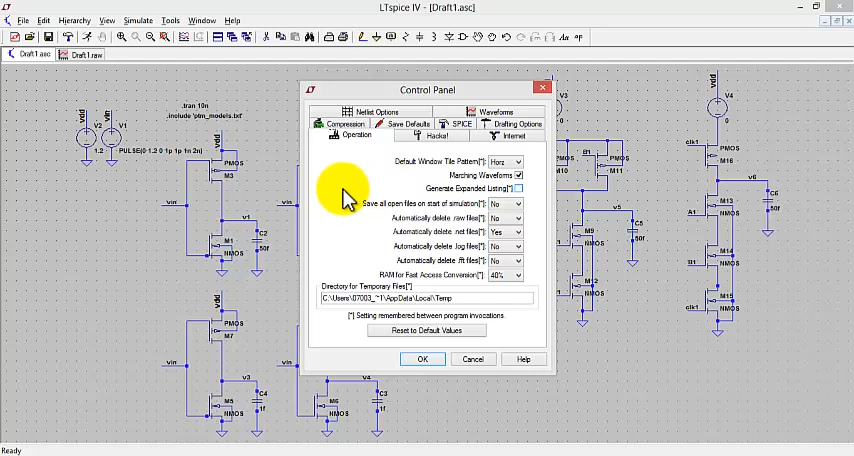 LTspice IV - [Draft1.asc]
File Edit Hierarchy View Simulate Tools Window Help
Draft1.asc Draft1.raw
.tran 10n
.include 'ptm_models.txt'
V2 V1
vdd vin
1.2 PULSE(0 1.2 0 1p 1p 1n 2n)
vdd
PMOS
M3
vin
v1
M1
NMOS
C2
50f
vdd
PMOS
M7
vin
v3
M5
NMOS
C4
1f
vin
v4
M6
NMOS
C3
1f
Control Panel
Netlist Options Waveforms
Compression Save Defaults SPICE Drafting Options
Operation Hacks! Internet
Default Window Tile Pattern[*]: Horz
Marching Waveforms
Generate Expanded Listing[*]
Save all open files on start of simulation[*]: No
Automatically delete .raw files[*]: No
Automatically delete .net files[*]: Yes
Automatically delete .log files[*]: No
Automatically delete .fft files[*]: No
RAM for Fast Access Conversion[*]: 40%
Directory for Temporary Files[*]
C:\Users\07003_~1\AppData\Local\Temp
[*] Setting remembered between program invocations.
Reset to Default Values
OK Cancel Help
V3
B1
PMOS
M11
v5
M9
NMOS
C5
50f
M12
NMOS
vdd
V4
clk1
PMOS
M16
v6
clk1
M13
NMOS
C6
50f
B1
M14
NMOS
M15
NMOS
Ready